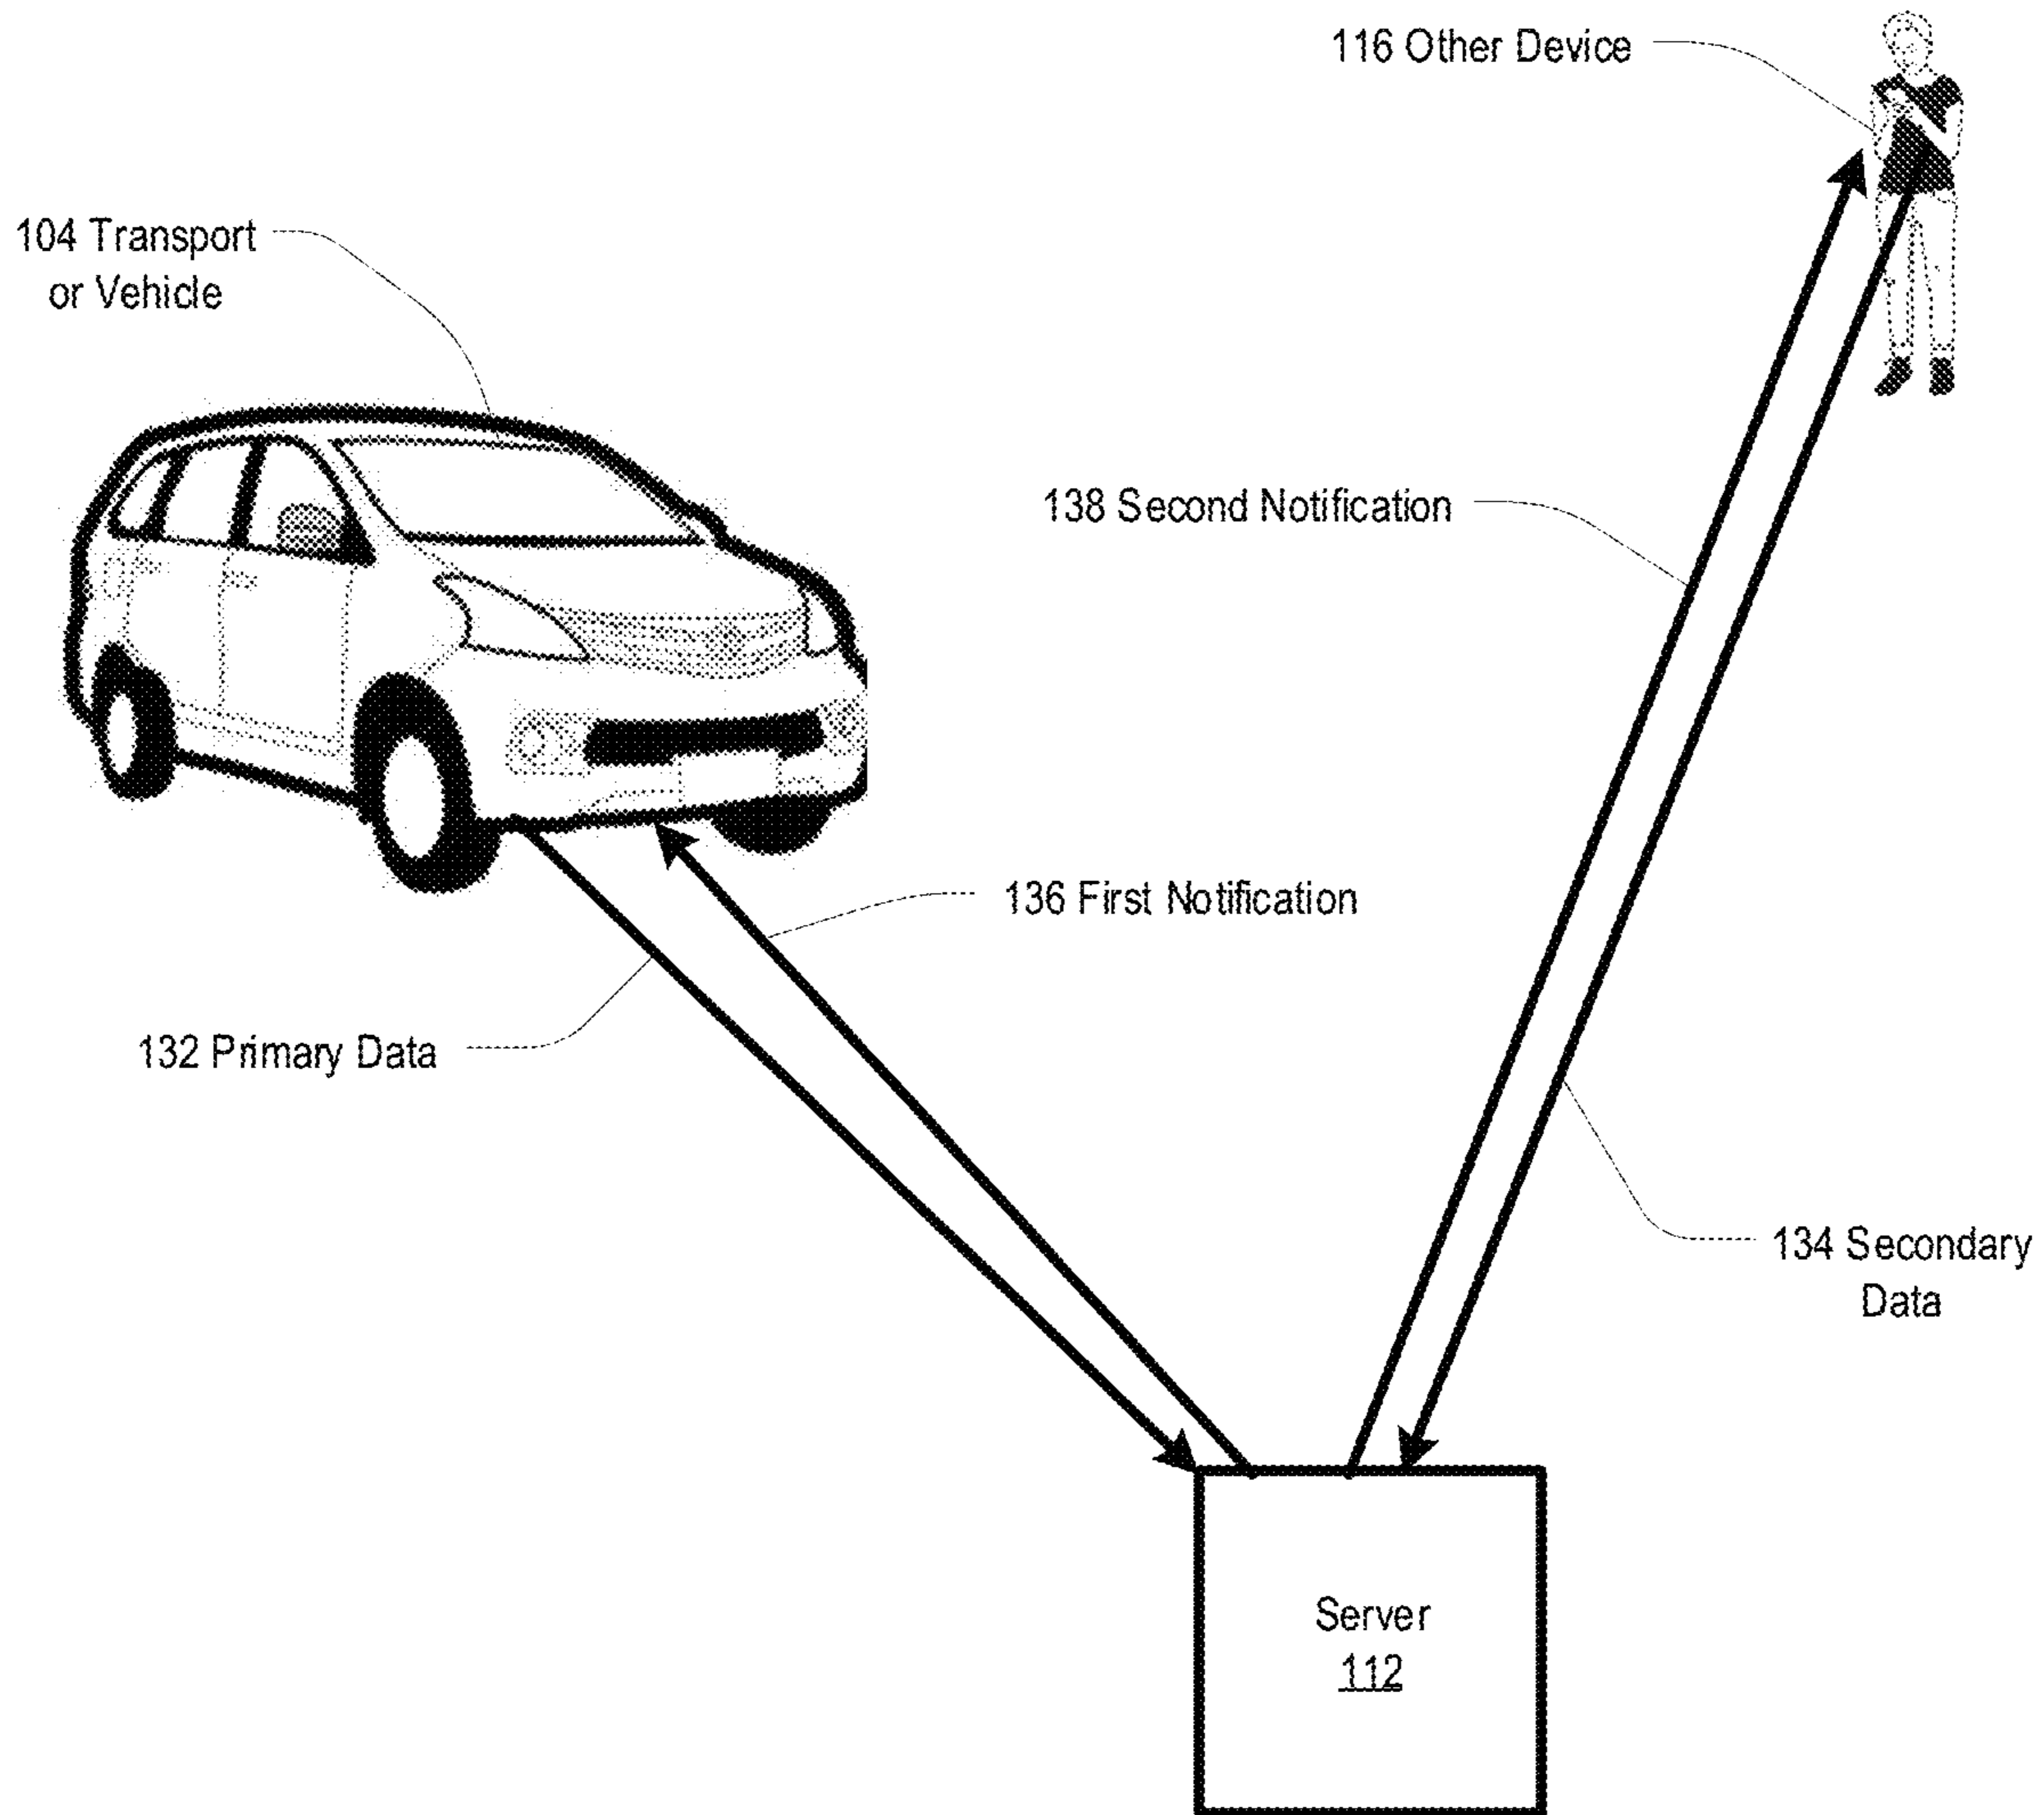 116 Other Device
104 Transport
or Vehicle
138 Second Notification
136 First Notification
132 Primary Data
134 Secondary
Data
Server
112